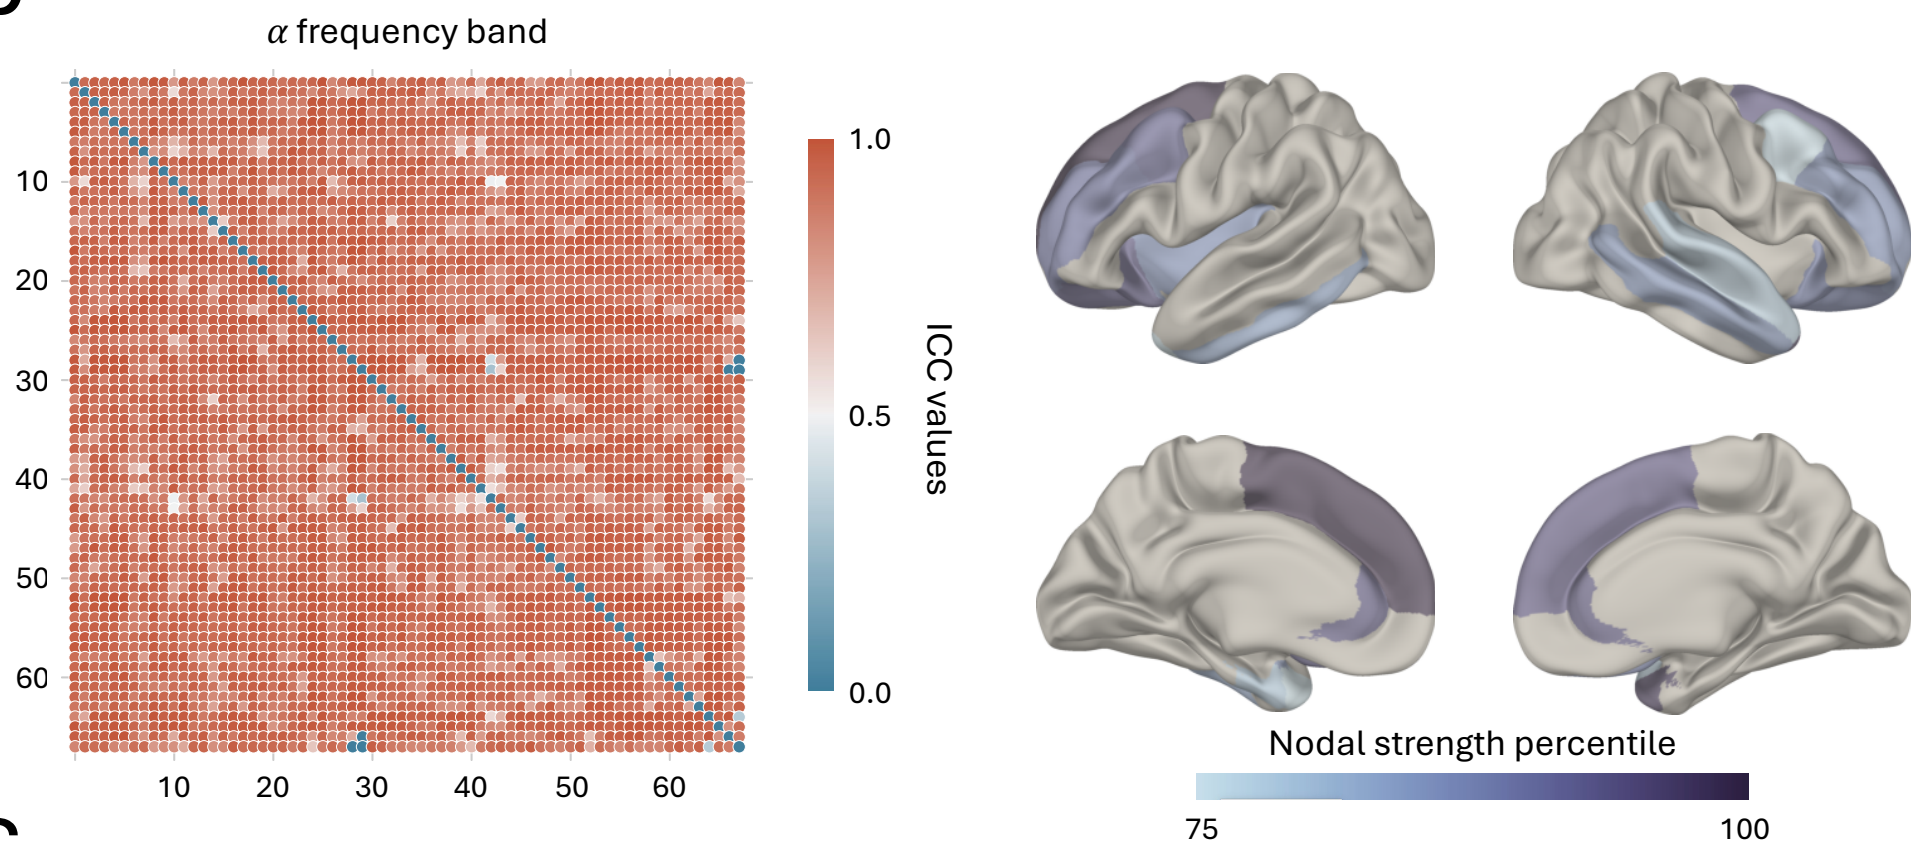 α frequency band
10
20
30
40
50
60
10 20 30 40 50 60
1.0
0.5
0.0
ICC values
Nodal strength percentile
75 100